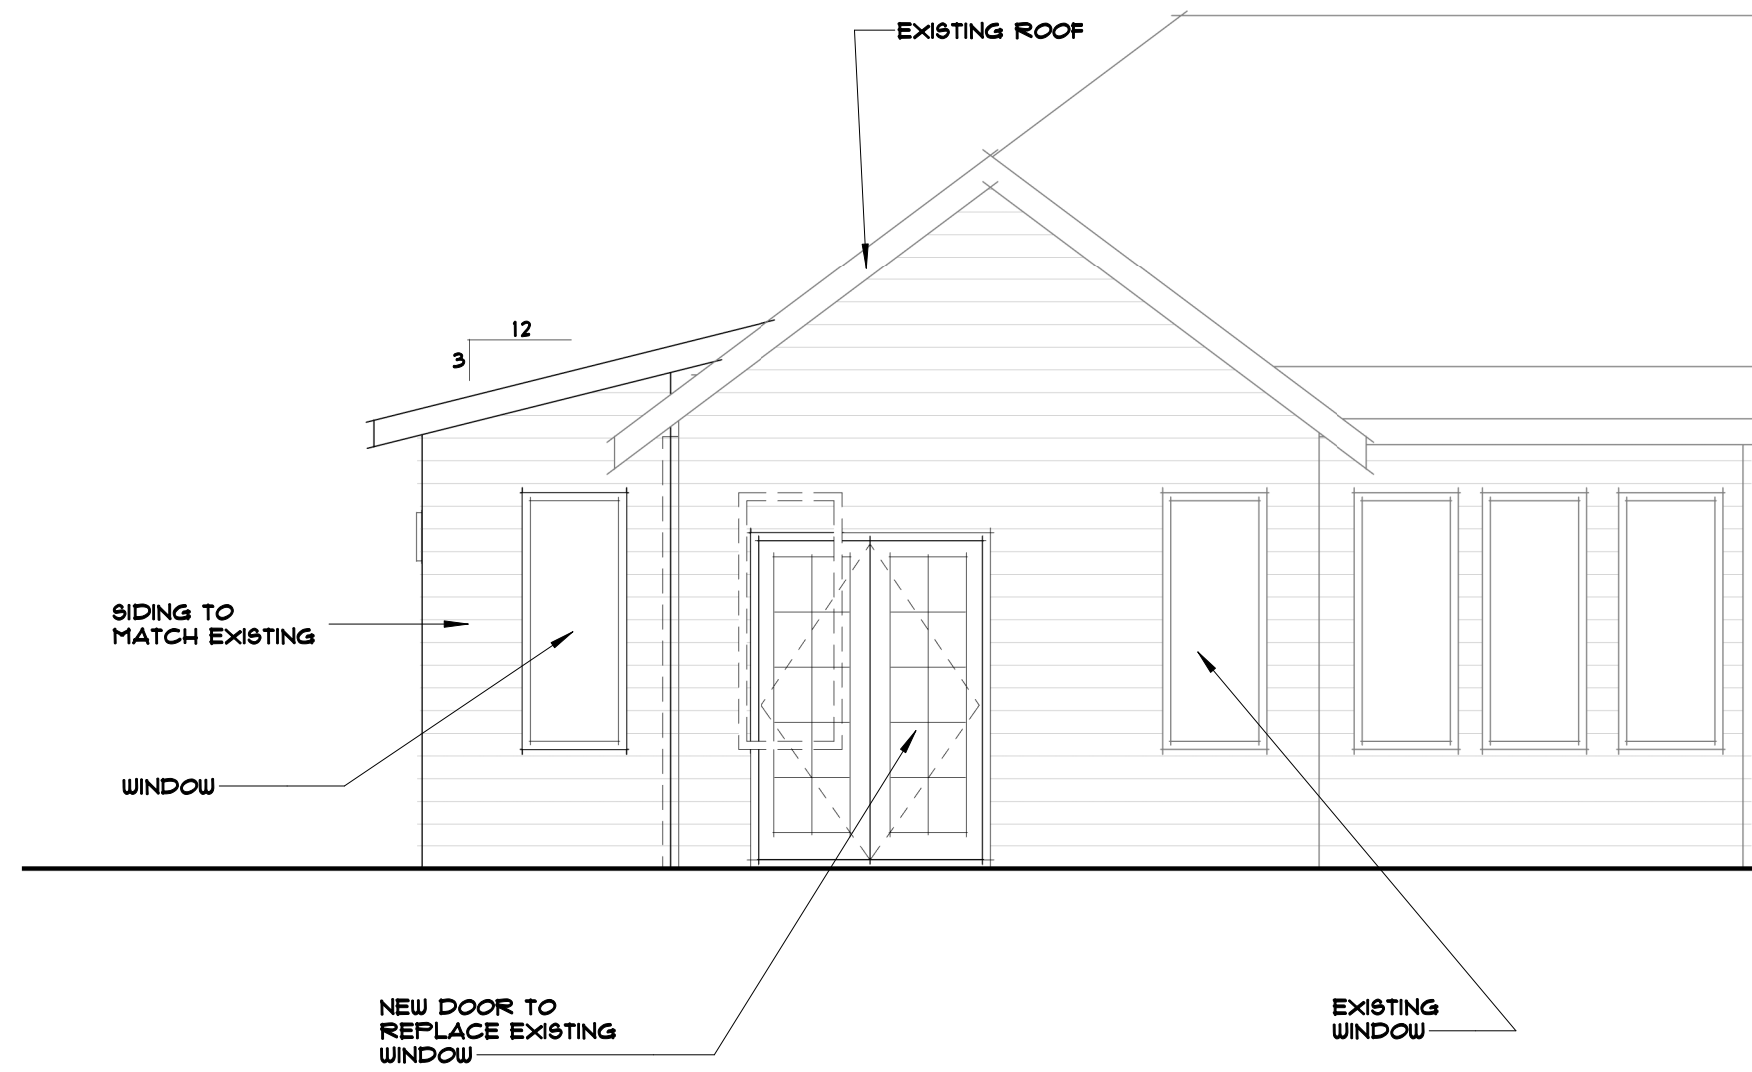 EXISTING ROOF
12
3
SIDING TO
MATCH EXISTING
WINDOW
NEW DOOR TO
REPLACE EXISTING
WINDOW
EXISTING
WINDOW